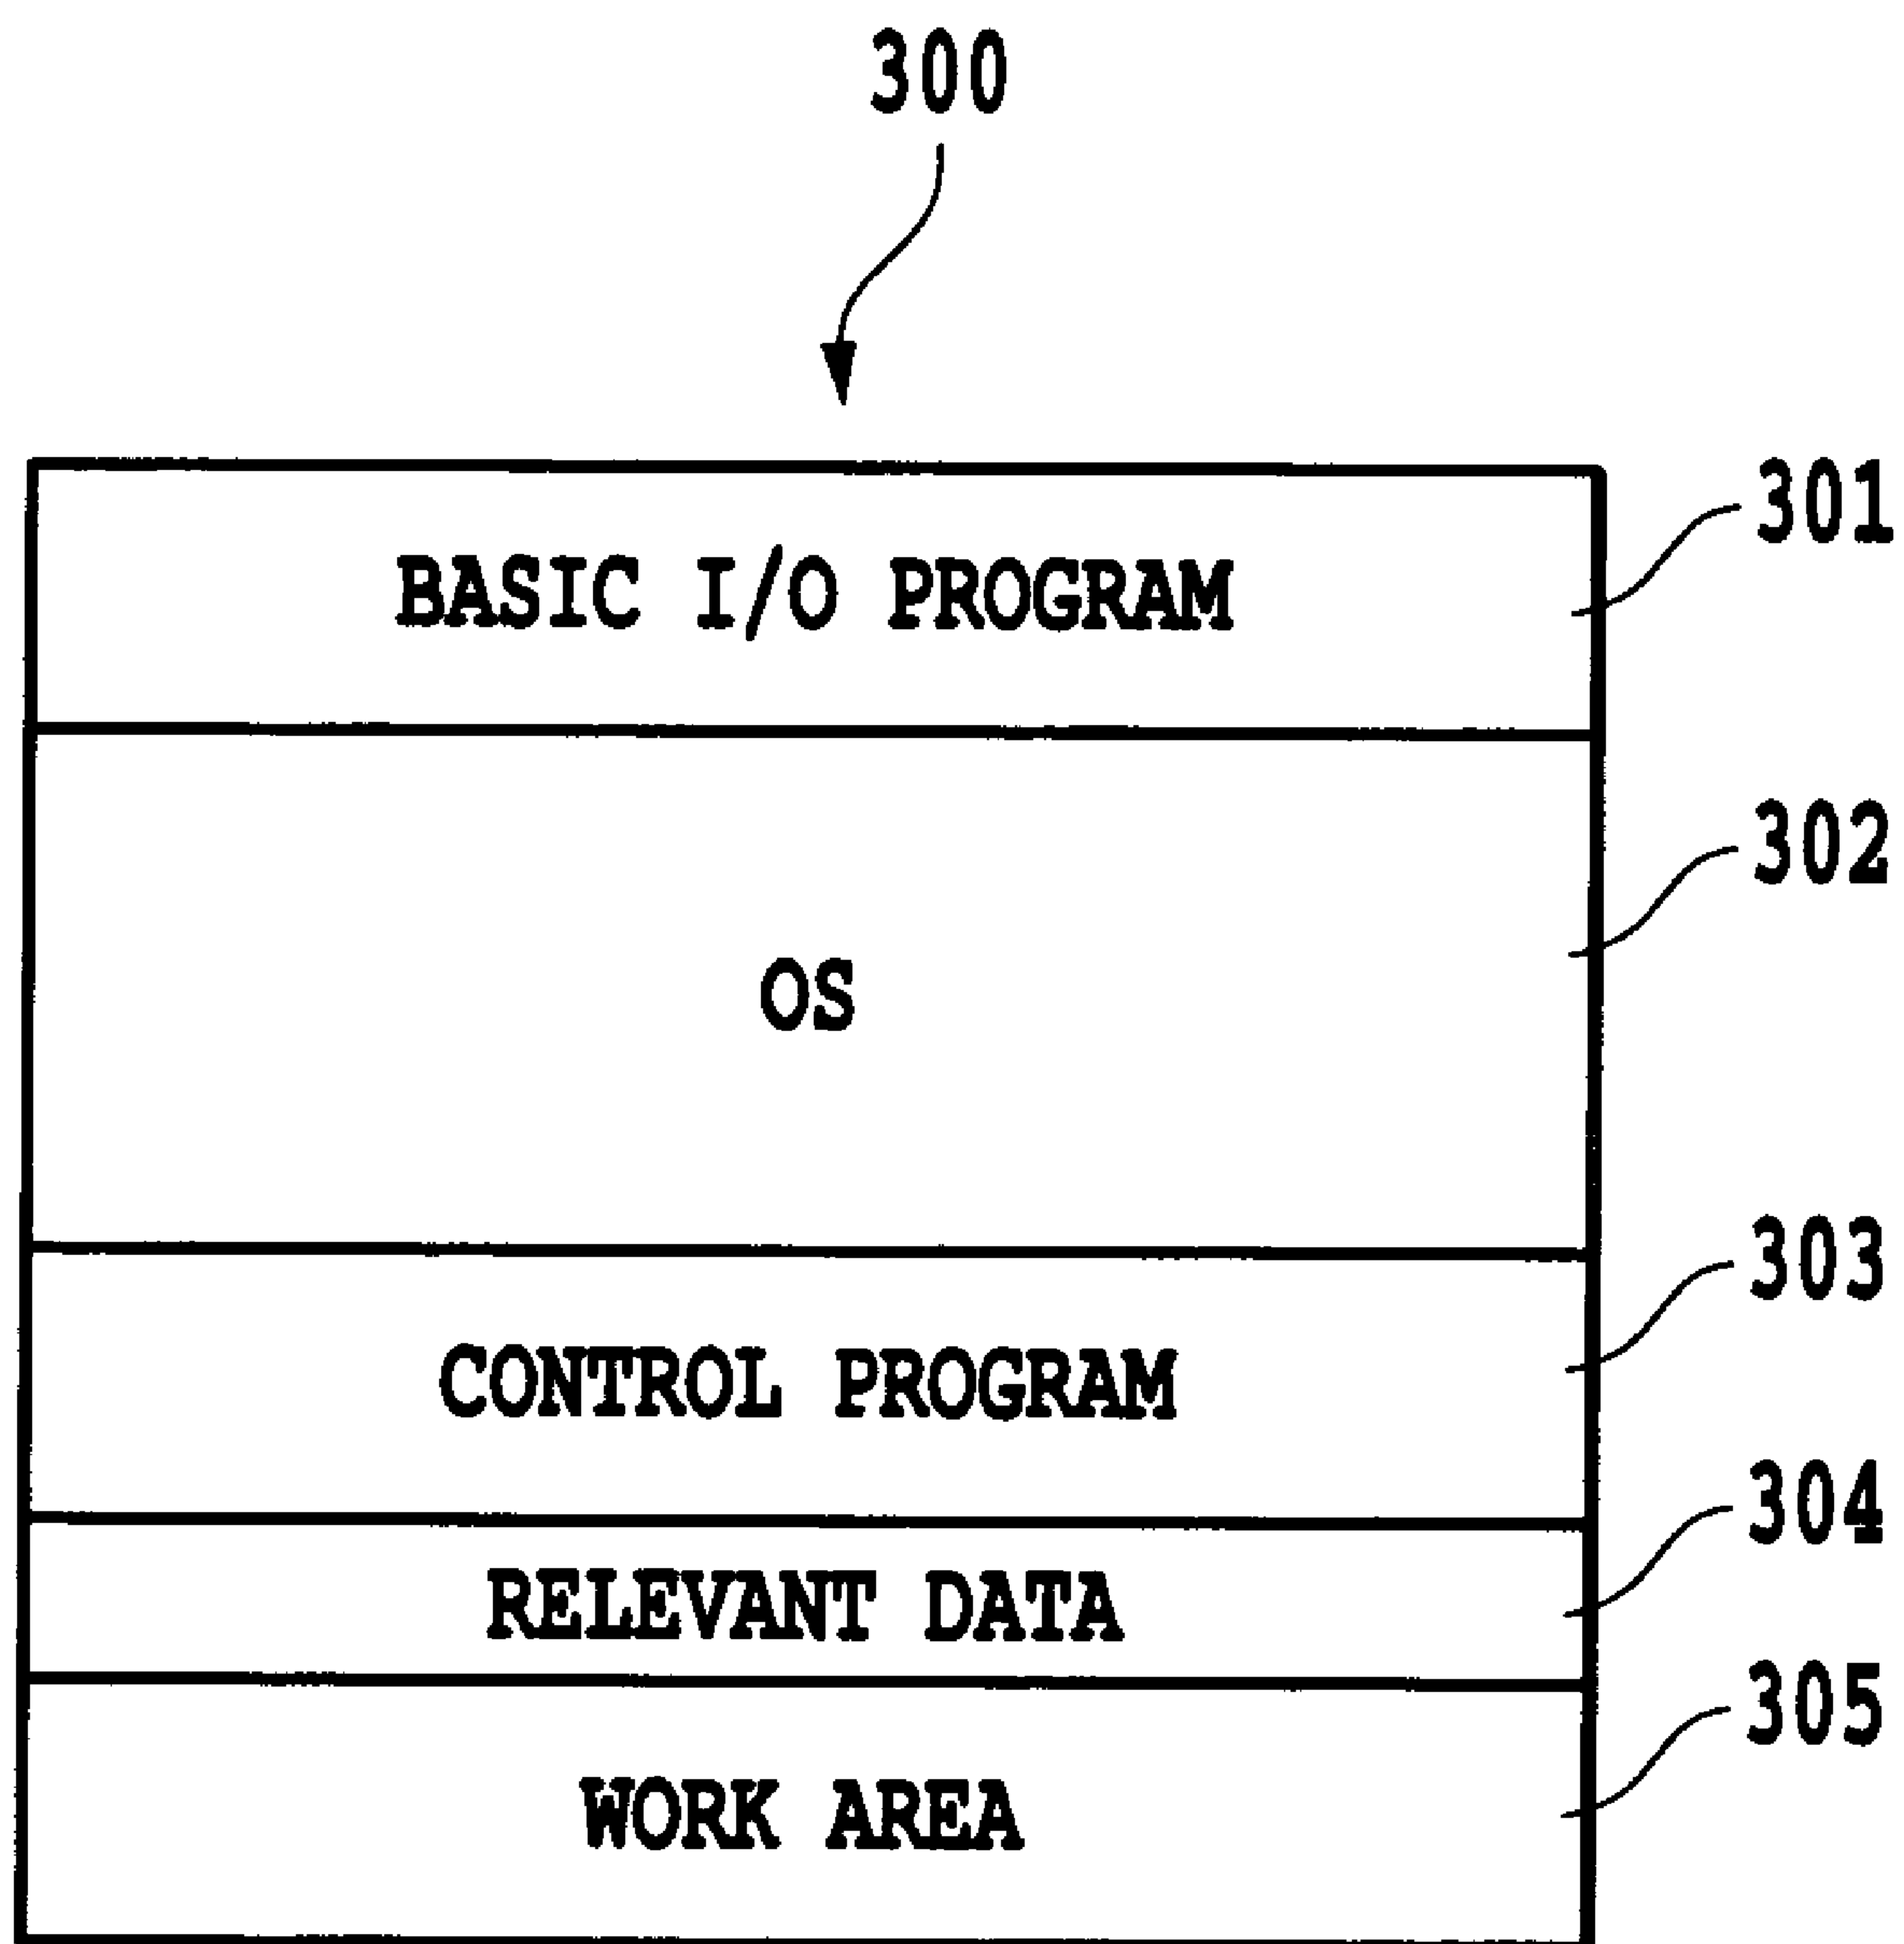 300
301
BASIC I/O PROGRAM
302
OS
303
CONTROL PROGRAM
304
RELEVANT DATA
305
WORK AREA